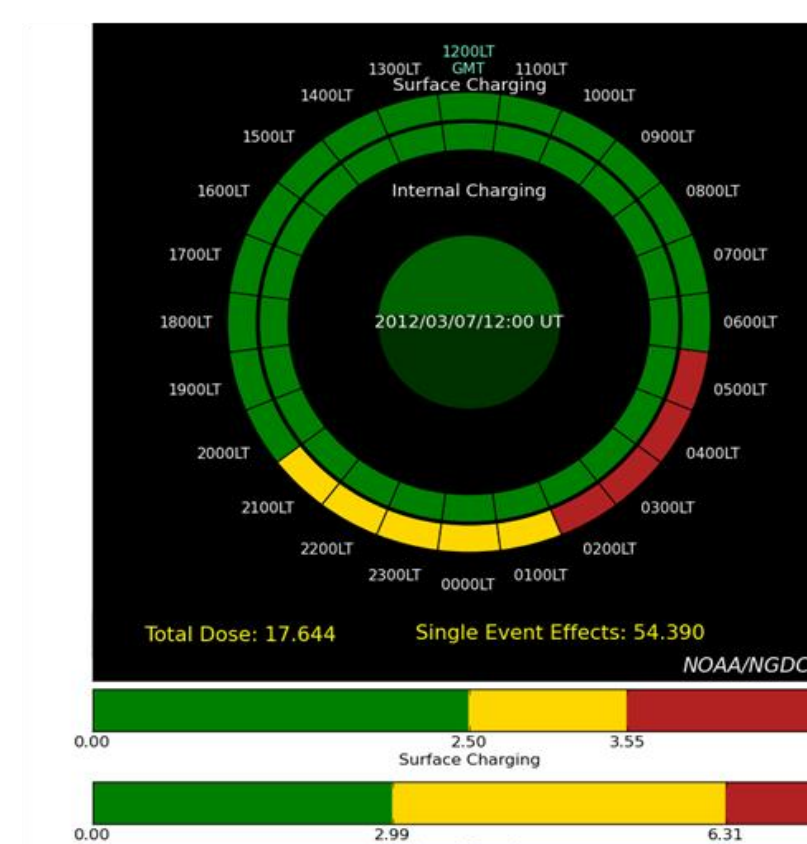 1200LT
GMT
1300LT
1100LT
Surface Charging
1400LT
1000LT
1500LT
0900LT
Internal Charging
1600LT
0800LT
1700LT
0700LT
2012/03/07/12:00 UT
1800LT
0600LT
1900LT
0500LT
2000LT
0400LT
2100LT
0300LT
2200LT
0200LT
2300LT
0000LT
0100LT
Total Dose: 17.644
Single Event Effects: 54.390
NOAA/NGDC
0.00 2.50 3.55
Surface Charging
0.00 2.99 6.31